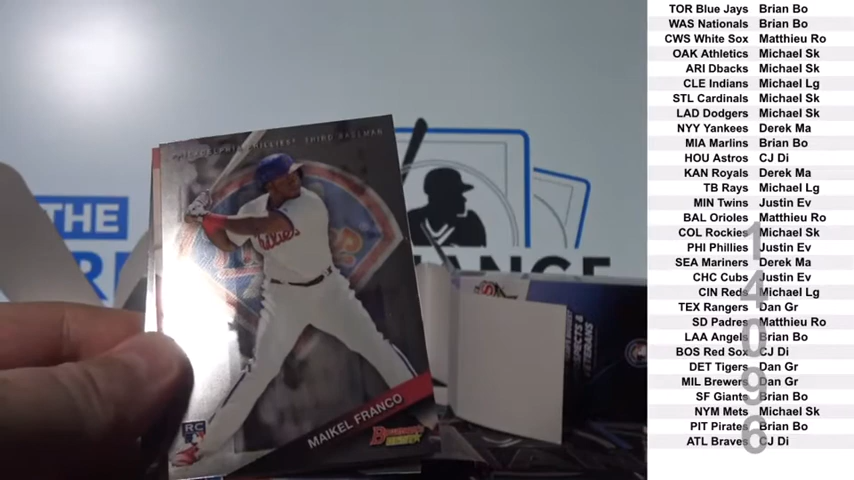 TOR Blue Jays Brian Bo
WAS Nationals Brian Bo
CWS White Sox Matthieu Ro
OAK Athletics Michael Sk
ARI Dbacks Michael Sk
CLE Indians Michael Lg
STL Cardinals Michael Sk
LAD Dodgers Michael Sk
NYY Yankees Derek Ma
MIA Marlins Brian Bo
HOU Astros CJ Di
KAN Royals Derek Ma
TB Rays Michael Lg
MIN Twins Justin Ev
BAL Orioles Matthieu Ro
COL Rockies Michael Sk
PHI Phillies Justin Ev
SEA Mariners Derek Ma
CHC Cubs Justin Ev
CIN Reds Michael Lg
TEX Rangers Dan Gr
SD Padres Matthieu Ro
LAA Angels Brian Bo
BOS Red Sox CJ Di
DET Tigers Dan Gr
MIL Brewers Dan Gr
SF Giants Brian Bo
NYM Mets Michael Sk
PIT Pirates Brian Bo
ATL Braves CJ Di
14096
PHILADELPHIA PHILLIES THIRD BASEMAN
Phillies
MAIKEL FRANCO
RC
Bowman's
THE